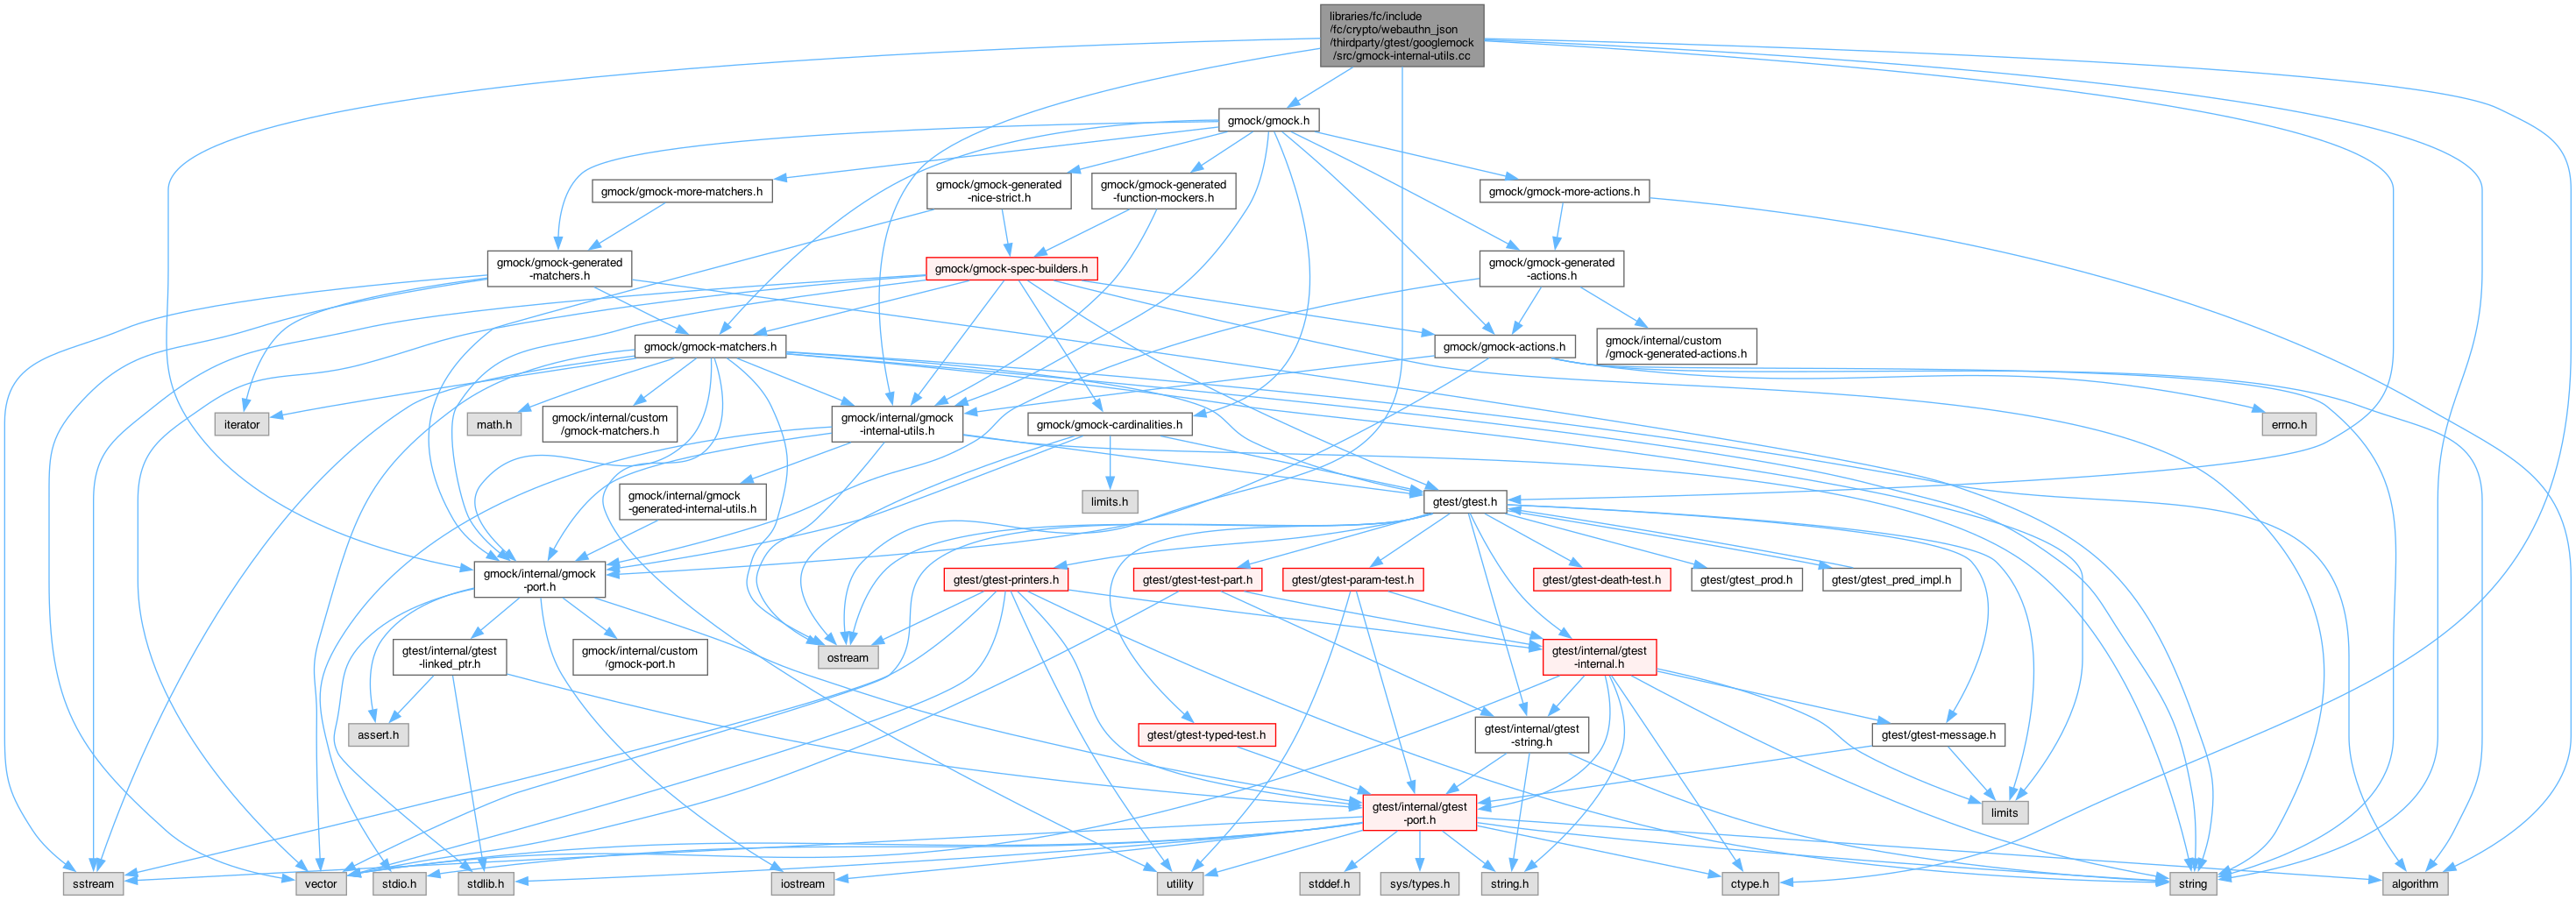 libraries/fc/include
/fc/crypto/webauthn_json
/thirdparty/gtest/googlemock
/src/gmock-internal-utils.cc
gmock/gmock.h
gmock/gmock-more-matchers.h
gmock/gmock-generated
-nice-strict.h
gmock/gmock-generated
-function-mockers.h
gmock/gmock-more-actions.h
gmock/gmock-generated
-matchers.h
gmock/gmock-spec-builders.h
gmock/gmock-generated
-actions.h
gmock/gmock-matchers.h
gmock/gmock-actions.h
gmock/internal/custom
/gmock-generated-actions.h
iterator
math.h
gmock/internal/custom
/gmock-matchers.h
gmock/internal/gmock
-internal-utils.h
gmock/gmock-cardinalities.h
errno.h
gmock/internal/gmock
-generated-internal-utils.h
limits.h
gtest/gtest.h
gmock/internal/gmock
-port.h
gtest/gtest-printers.h
gtest/gtest-test-part.h
gtest/gtest-param-test.h
gtest/gtest-death-test.h
gtest/gtest_prod.h
gtest/gtest_pred_impl.h
gtest/internal/gtest
-linked_ptr.h
gmock/internal/custom
/gmock-port.h
ostream
gtest/internal/gtest
-internal.h
assert.h
gtest/gtest-typed-test.h
gtest/internal/gtest
-string.h
gtest/gtest-message.h
gtest/internal/gtest
-port.h
limits
sstream
vector
stdio.h
stdlib.h
iostream
utility
stddef.h
sys/types.h
string.h
ctype.h
string
algorithm